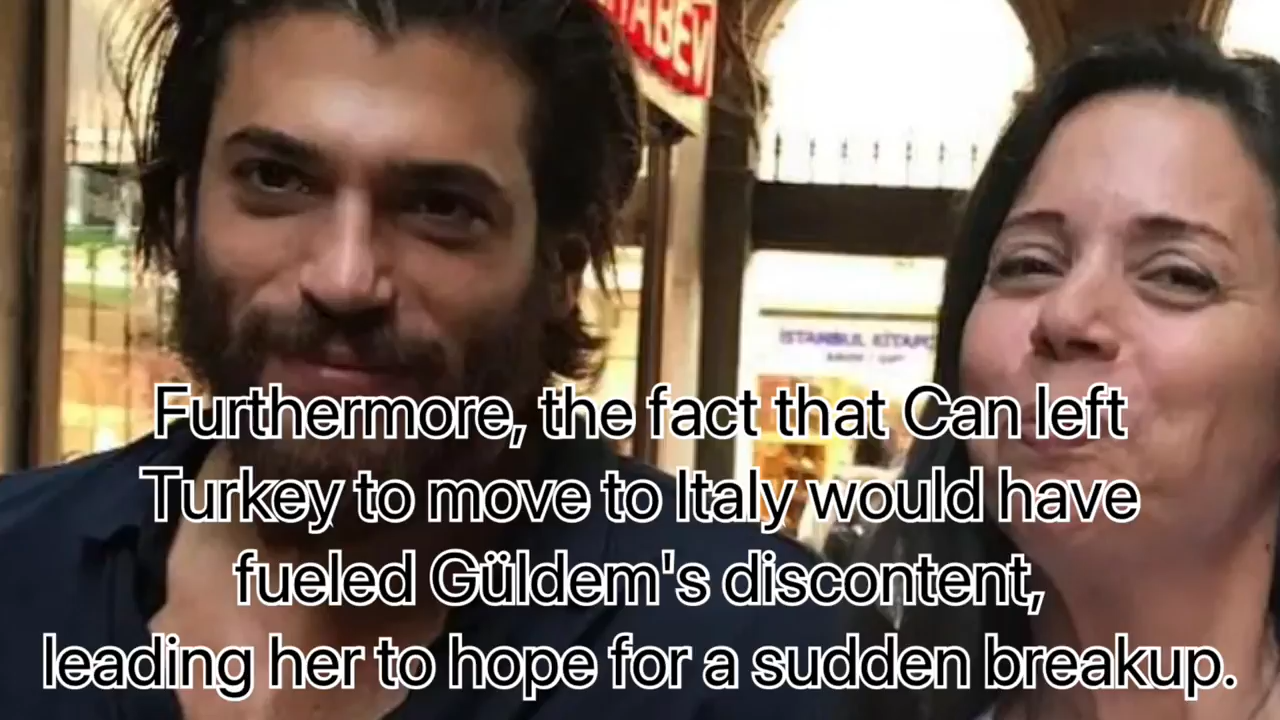 İSTANBUL KİTAPÇ
Furthermore, the fact that Can left
Turkey to move to Italy would have
fueled Güldem's discontent,
leading her to hope for a sudden breakup.